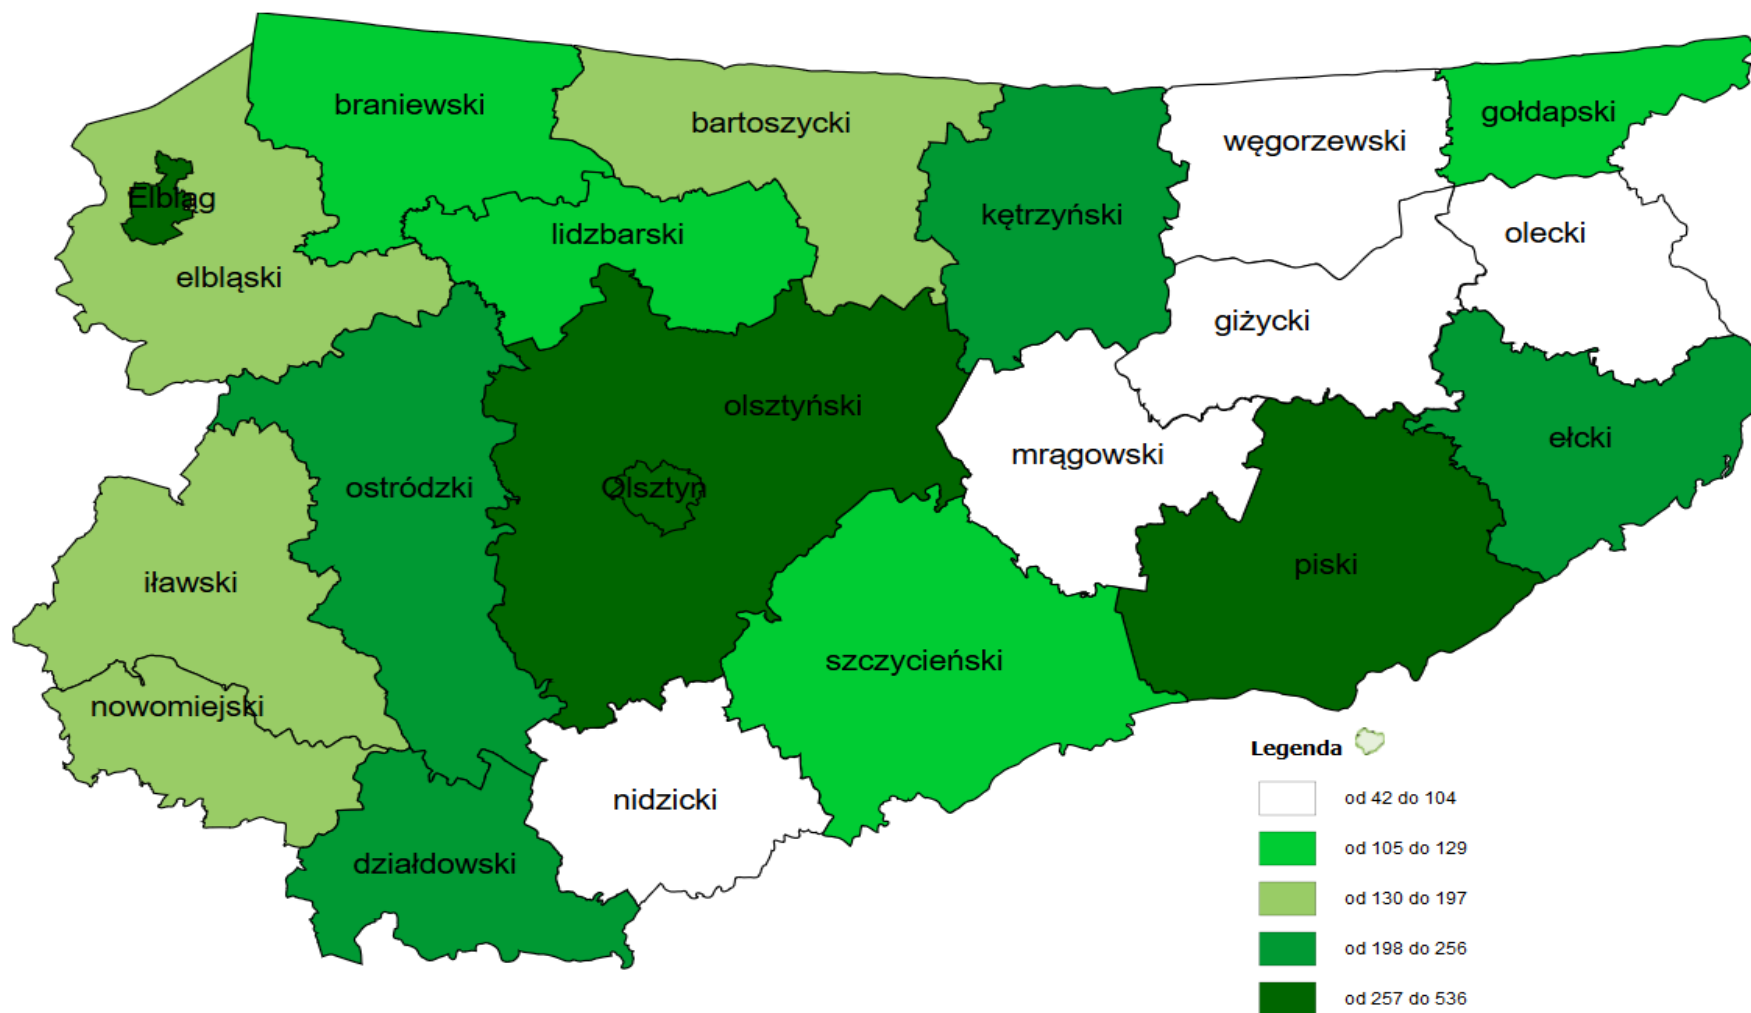 braniewski
bartoszycki
gołdapski
węgorzewski
Elbląg
kętrzyński
lidzbarski
olecki
elbląski
giżycki
olsztyński
ełcki
mrągowski
ostródzki
Olsztyn
piski
iławski
szczycieński
nowomiejski
nidzicki
działdowski
Legenda
od 42 do 104
od 105 do 129
od 130 do 197
od 198 do 256
od 257 do 536